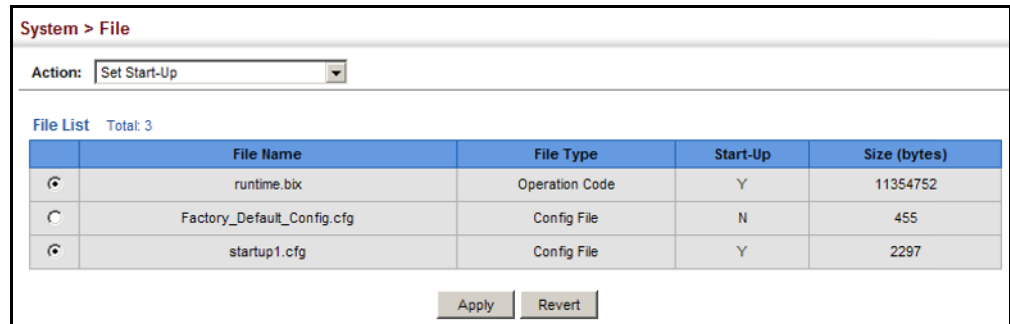 System > File
Action: Set Start-Up
File List Total: 3
File Name File Type Start-Up Size (bytes)
runtime.bix Operation Code Y 11354752
Factory_Default_Config.cfg Config File N 455
startup1.cfg Config File Y 2297
Apply Revert